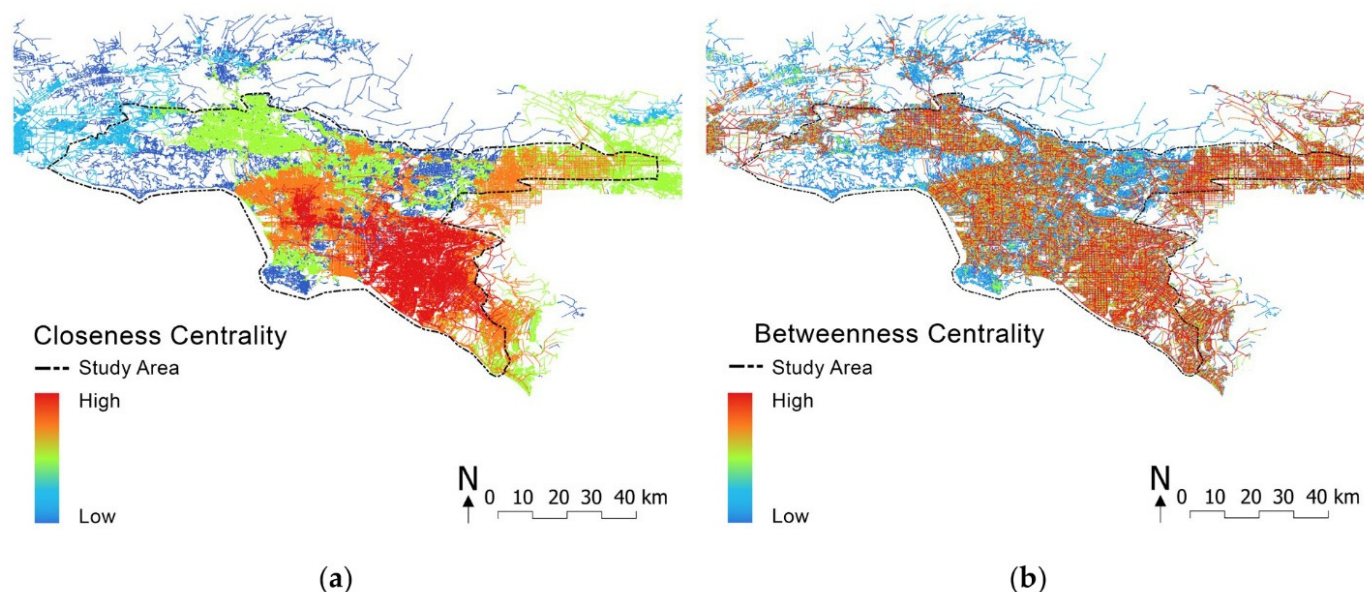 Closeness Centrality
Study Area
High
Low
N
0 10 20 30 40 km
(a)
Betweenness Centrality
Study Area
High
Low
N
0 10 20 30 40 km
(b)